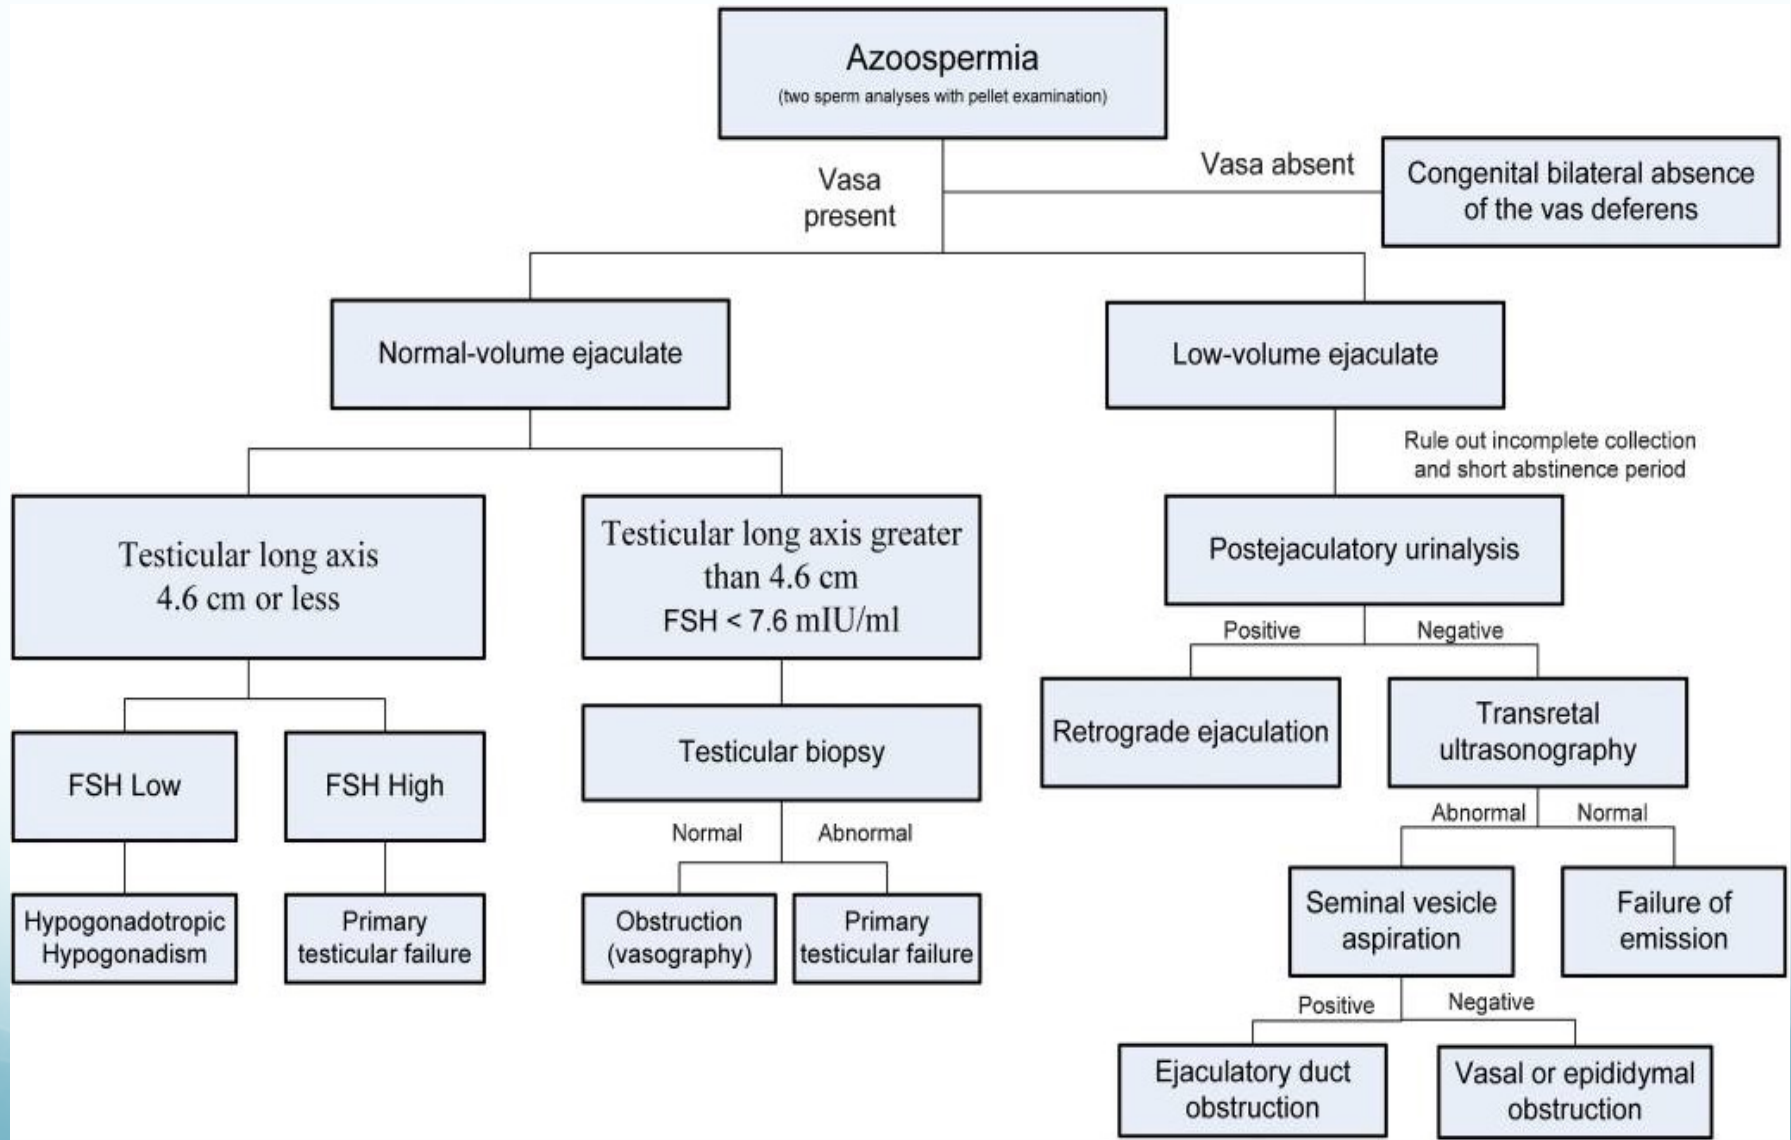 Azoospermia
(two sperm analyses with pellet examination)
Vasa
present
Vasa absent
Congenital bilateral absence
of the vas deferens
Normal-volume ejaculate
Low-volume ejaculate
Rule out incomplete collection
and short abstinence period
Testicular long axis
4.6 cm or less
Testicular long axis greater
than 4.6 cm
FSH < 7.6 mIU/ml
Postejaculatory urinalysis
Positive
Negative
FSH Low
FSH High
Testicular biopsy
Retrograde ejaculation
Transretal
ultrasonography
Normal
Abnormal
Abnormal
Normal
Hypogonadotropic
Hypogonadism
Primary
testicular failure
Obstruction
(vasography)
Primary
testicular failure
Seminal vesicle
aspiration
Failure of
emission
Positive
Negative
Ejaculatory duct
obstruction
Vasal or epididymal
obstruction